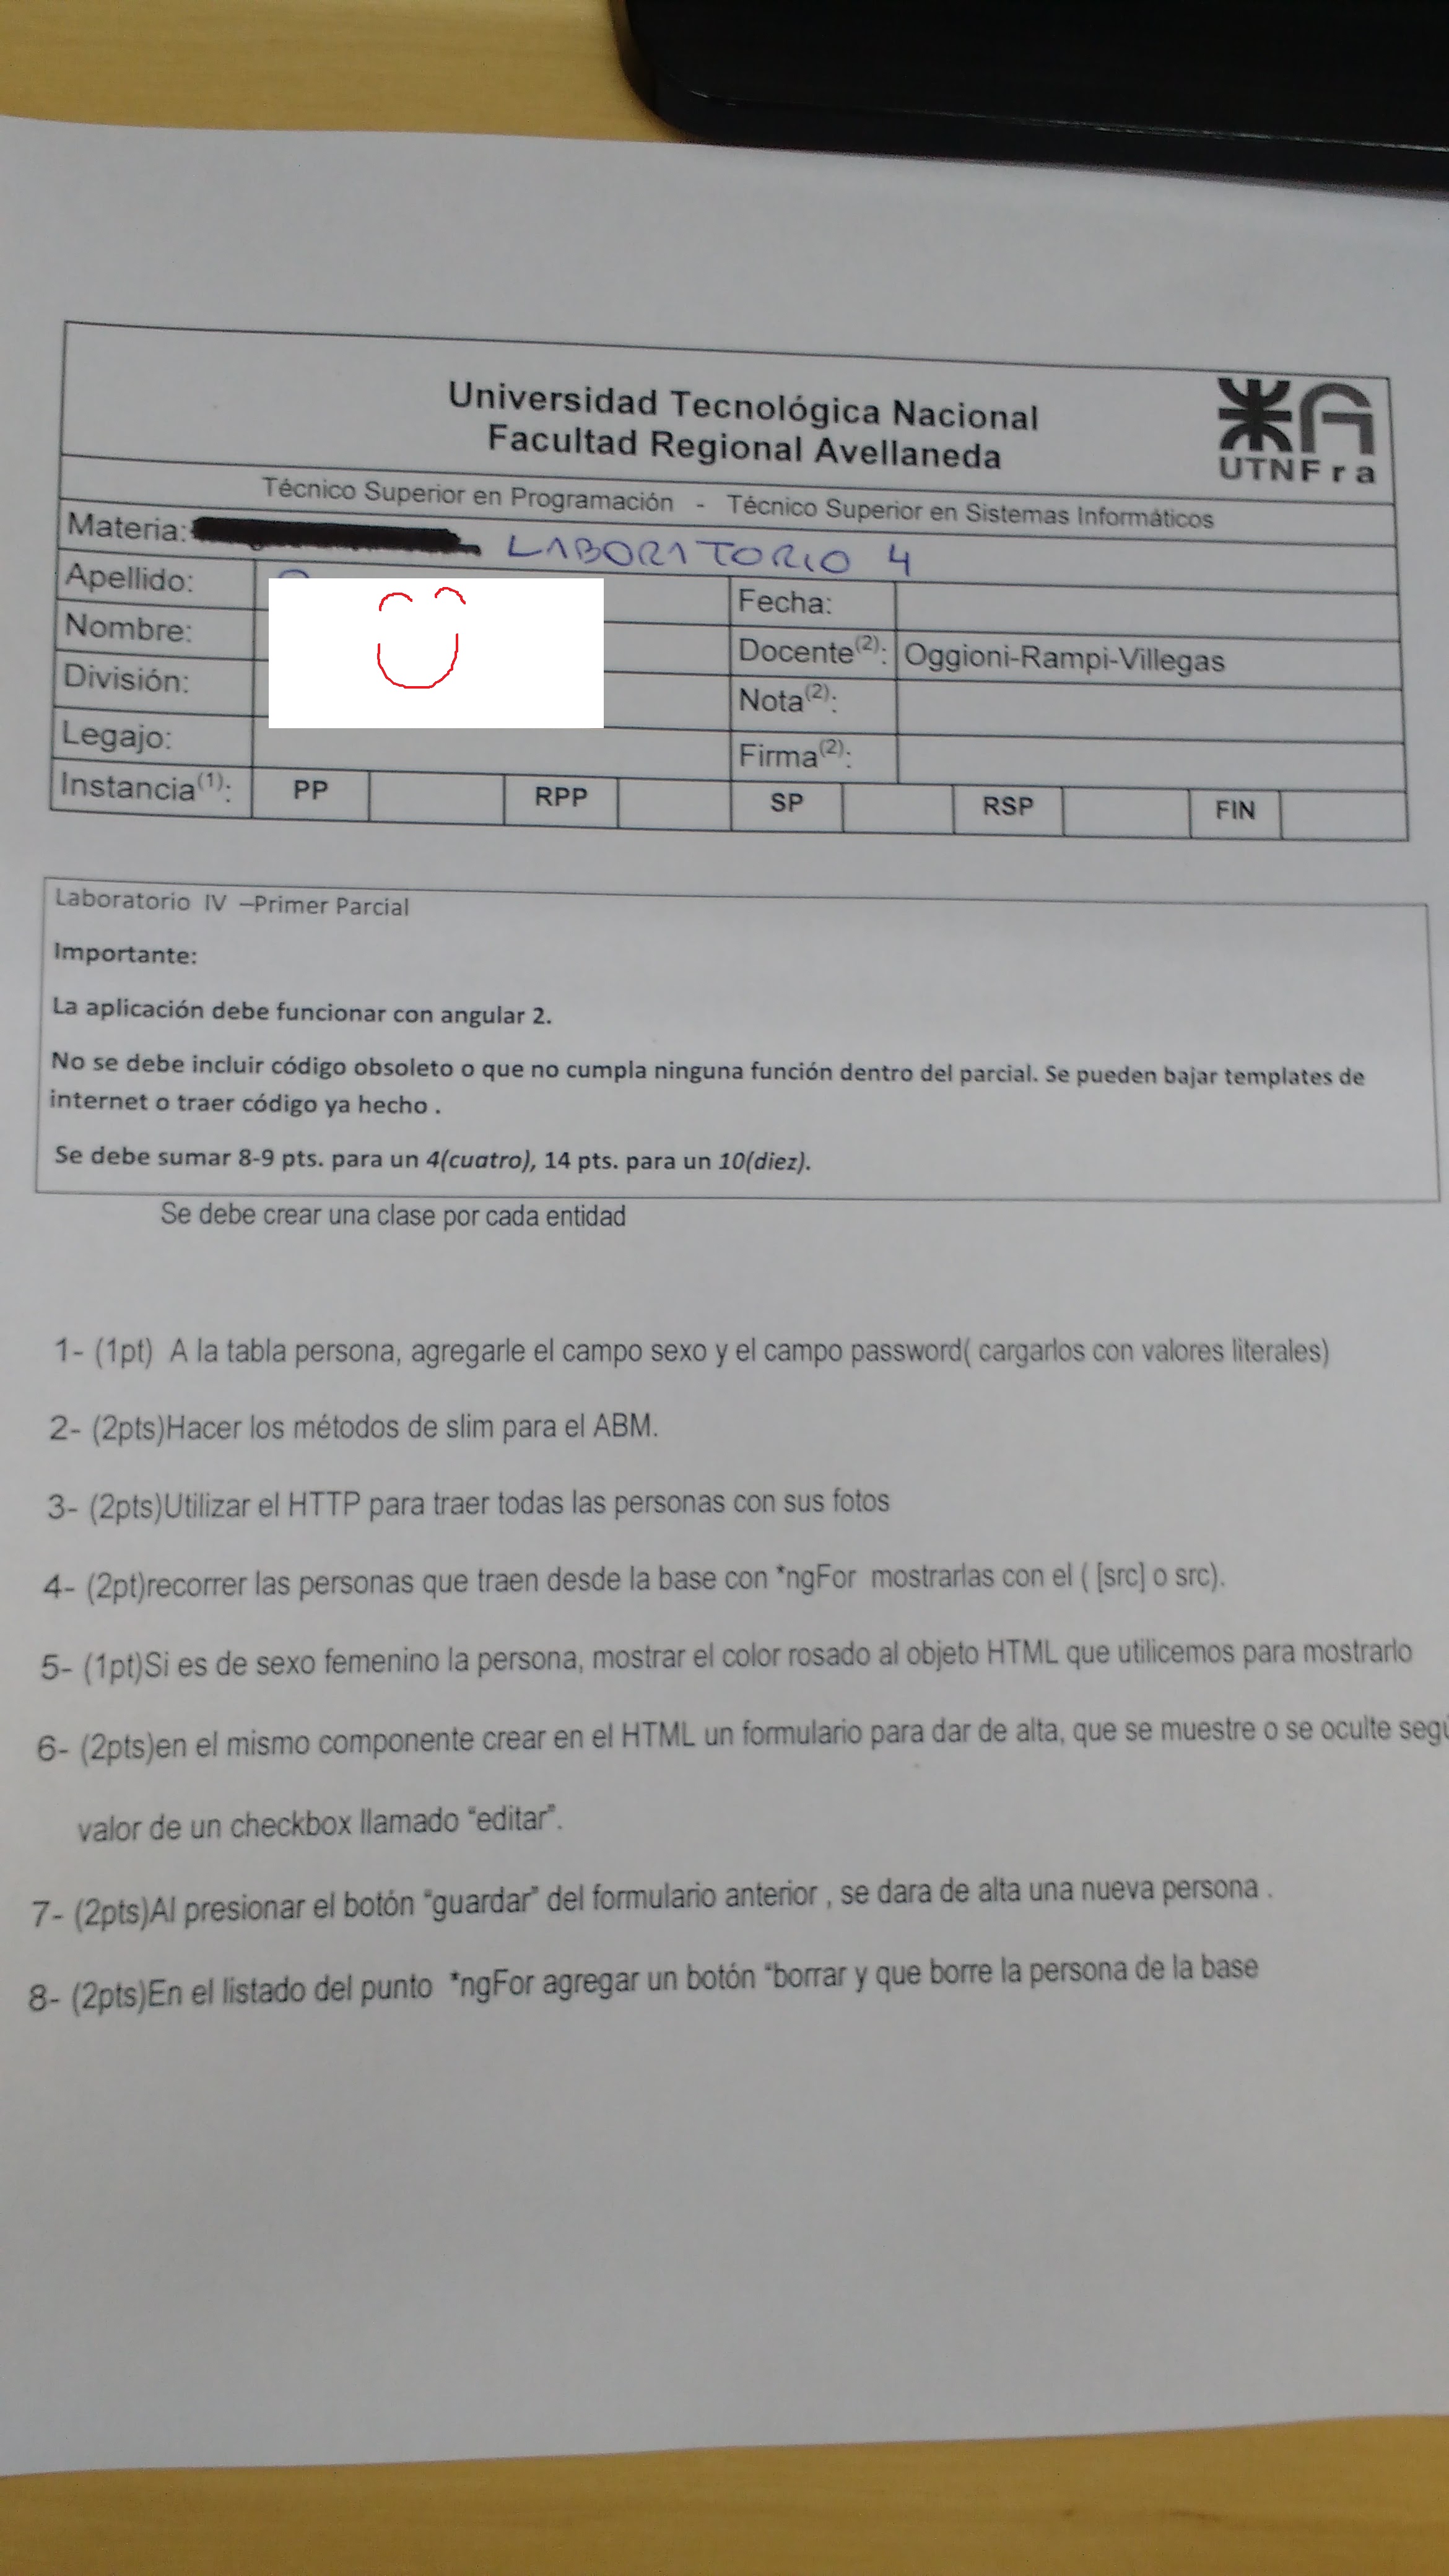 Universidad Tecnológica Nacional
Facultad Regional Avellaneda
UTNFra
Técnico Superior en Programación - Técnico Superior en Sistemas Informáticos
Materia: LABORATORIO 4
Apellido:
Fecha:
Nombre:
Docente(2): Oggioni-Rampi-Villegas
División:
Nota(2):
Legajo:
Firma(2):
Instancia(1): PP RPP SP RSP FIN
Laboratorio IV –Primer Parcial
Importante:
La aplicación debe funcionar con angular 2.
No se debe incluir código obsoleto o que no cumpla ninguna función dentro del parcial. Se pueden bajar templates de
internet o traer código ya hecho .
Se debe sumar 8-9 pts. para un 4(cuatro), 14 pts. para un 10(diez).
Se debe crear una clase por cada entidad
1- (1pt) A la tabla persona, agregarle el campo sexo y el campo password( cargarlos con valores literales)
2- (2pts)Hacer los métodos de slim para el ABM.
3- (2pts)Utilizar el HTTP para traer todas las personas con sus fotos
4- (2pt)recorrer las personas que traen desde la base con *ngFor mostrarlas con el ( [src] o src).
5- (1pt)Si es de sexo femenino la persona, mostrar el color rosado al objeto HTML que utilicemos para mostrarlo
6- (2pts)en el mismo componente crear en el HTML un formulario para dar de alta, que se muestre o se oculte segú
valor de un checkbox llamado “editar”.
7- (2pts)Al presionar el botón “guardar” del formulario anterior , se dara de alta una nueva persona .
8- (2pts)En el listado del punto *ngFor agregar un botón “borrar y que borre la persona de la base